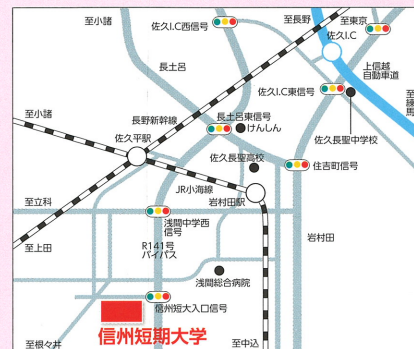 至小諸
佐久I.C西信号
至長野
至東京
佐久I.C
上信越
自動車道
至練馬
長土呂
佐久I.C東信号
至小諸
長野新幹線
長土呂東信号
けんしん
佐久長聖中学校
佐久平駅
佐久長聖高校
住吉町信号
JR小海線
至立科
岩村田駅
浅間中学西
信号
至上田
R141号
バイパス
岩村田
浅間総合病院
信州短大入口信号
信州短期大学
至根々井
至中込